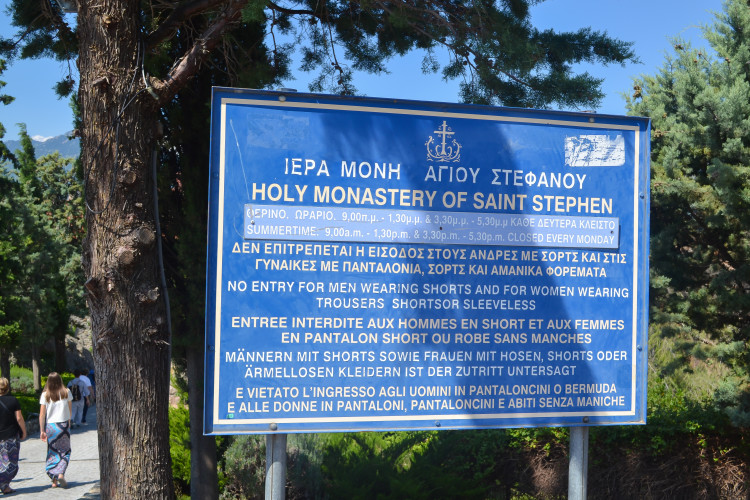 ΙΕΡΑ ΜΟΝΗ ΑΓΙΟΥ ΣΤΕΦΑΝΟΥ
HOLY MONASTERY OF SAINT STEPHEN
ΘΕΡΙΝΟ. ΩΡΑΡΙΟ. 9,00π.μ. - 1,30μ.μ. & 3,30μ.μ. - 5,30μ.μ ΚΑΘΕ ΔΕΥΤΕΡΑ ΚΛΕΙΣΤΟ
SUMMERTIME: 9,00a.m. - 1,30p.m. & 3,30p.m. - 5,30p.m. CLOSED EVERY MONDAY
ΔΕΝ ΕΠΙΤΡΕΠΕΤΑΙ Η ΕΙΣΟΔΟΣ ΣΤΟΥΣ ΑΝΔΡΕΣ ΜΕ ΣΟΡΤΣ ΚΑΙ ΣΤΙΣ
ΓΥΝΑΙΚΕΣ ΜΕ ΠΑΝΤΑΛΟΝΙΑ, ΣΟΡΤΣ ΚΑΙ ΑΜΑΝΙΚΑ ΦΟΡΕΜΑΤΑ
NO ENTRY FOR MEN WEARING SHORTS AND FOR WOMEN WEARING
TROUSERS SHORTSOR SLEEVELESS
ENTREE INTERDITE AUX HOMMES EN SHORT ET AUX FEMMES
EN PANTALON SHORT OU ROBE SANS MANCHES
MÄNNERN MIT SHORTS SOWIE FRAUEN MIT HOSEN, SHORTS ODER
ÄRMELLOSEN KLEIDERN IST DER ZUTRITT UNTERSAGT
E VIETATO L'INGRESSO AGLI UOMINI IN PANTALONCINI O BERMUDA
E ALLE DONNE IN PANTALONI, PANTALONCINI E ABITI SENZA MANICHE